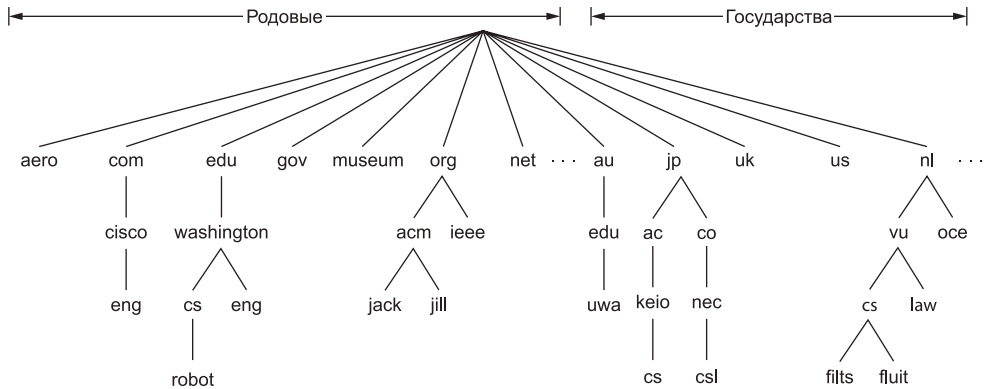 Родовые Государства
aero com edu gov museum org net · · · au jp uk us nl · · ·
cisco washington acm ieee edu ac co vu oce
eng cs eng jack jill uwa keio nec cs law
robot cs csl filts fluit